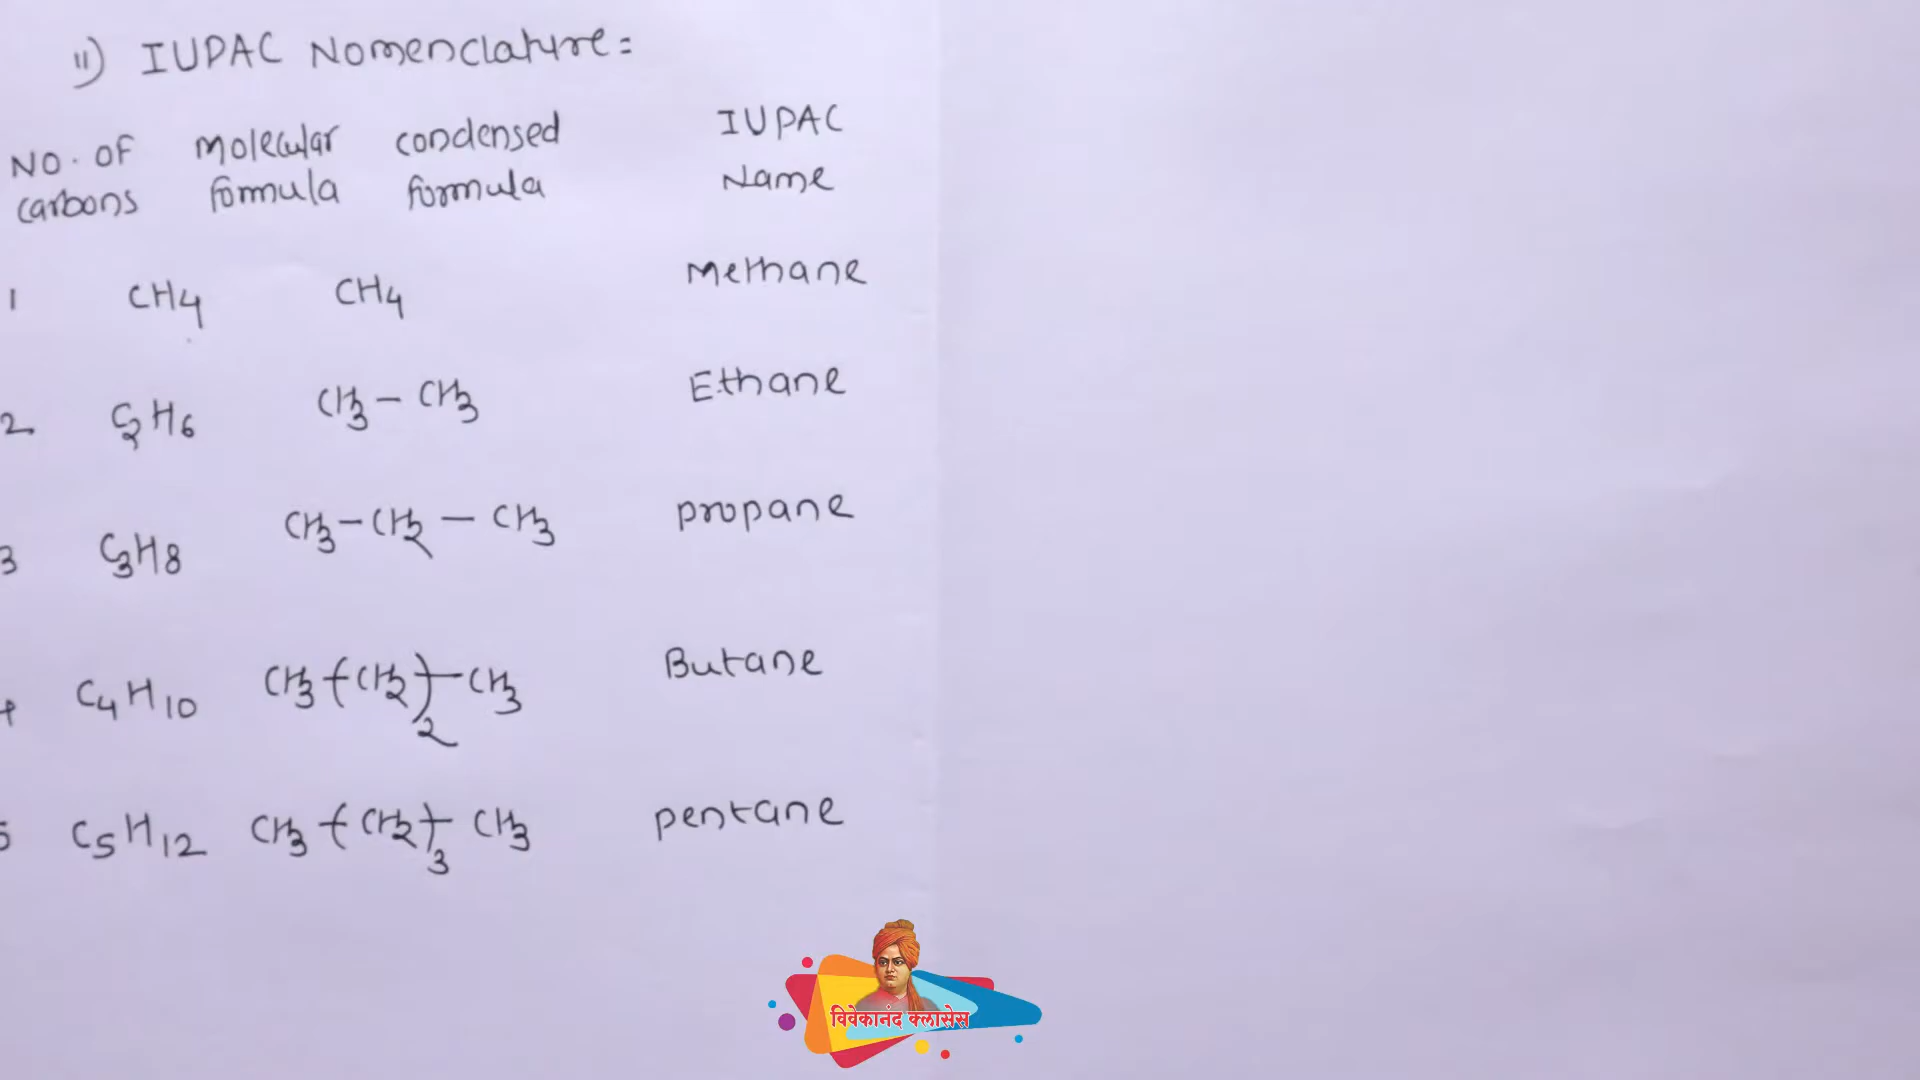 11) IUPAC Nomenclature:
NO. OF molecular condensed IUPAC
carbons formula formula Name
1 CH4 CH4 Methane
2 C2H6 CH3 - CH3 Ethane
3 C3H8 CH3 - CH2 - CH3 propane
4 C4H10 CH3 -(CH2)2- CH3 Butane
5 C5H12 CH3 -(CH2)3- CH3 pentane
विवेकानंद क्लासेस